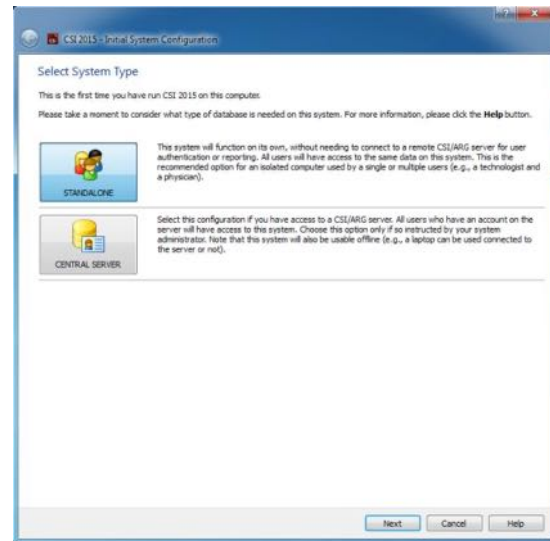 CSI 2015 - Initial System Configuration
Select System Type
This is the first time you have run CSI 2015 on this computer.
Please take a moment to consider what type of database is needed on this system. For more information, please click the Help button.
This system will function on its own, without needing to connect to a remote CSI/ARG server for user
authentication or reporting. All users will have access to the same data on this system. This is the
recommended option for an isolated computer used by a single or multiple users (e.g., a technologist and
a physician).
STANDALONE
Select this configuration if you have access to a CSI/ARG server. All users who have an account on the
server will have access to this system. Choose this option only if so instructed by your system
administrator. Note that this system will also be usable offline (e.g., a laptop can be used connected to
the server or not).
CENTRAL SERVER
Next Cancel Help